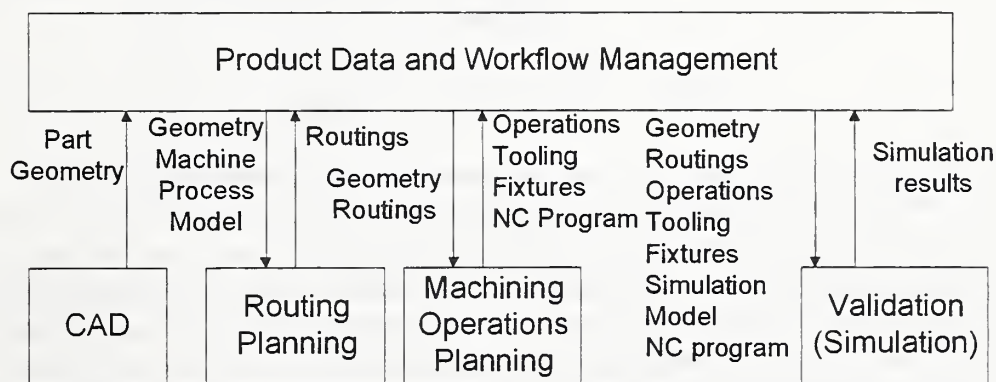 Product Data and Workflow Management
Part
Geometry
Geometry
Machine
Process
Model
Routings
Geometry
Routings
Operations
Tooling
Fixtures
NC Program
Geometry
Routings
Operations
Tooling
Fixtures
Simulation
Model
NC program
Simulation
results
CAD
Routing
Planning
Machining
Operations
Planning
Validation
(Simulation)